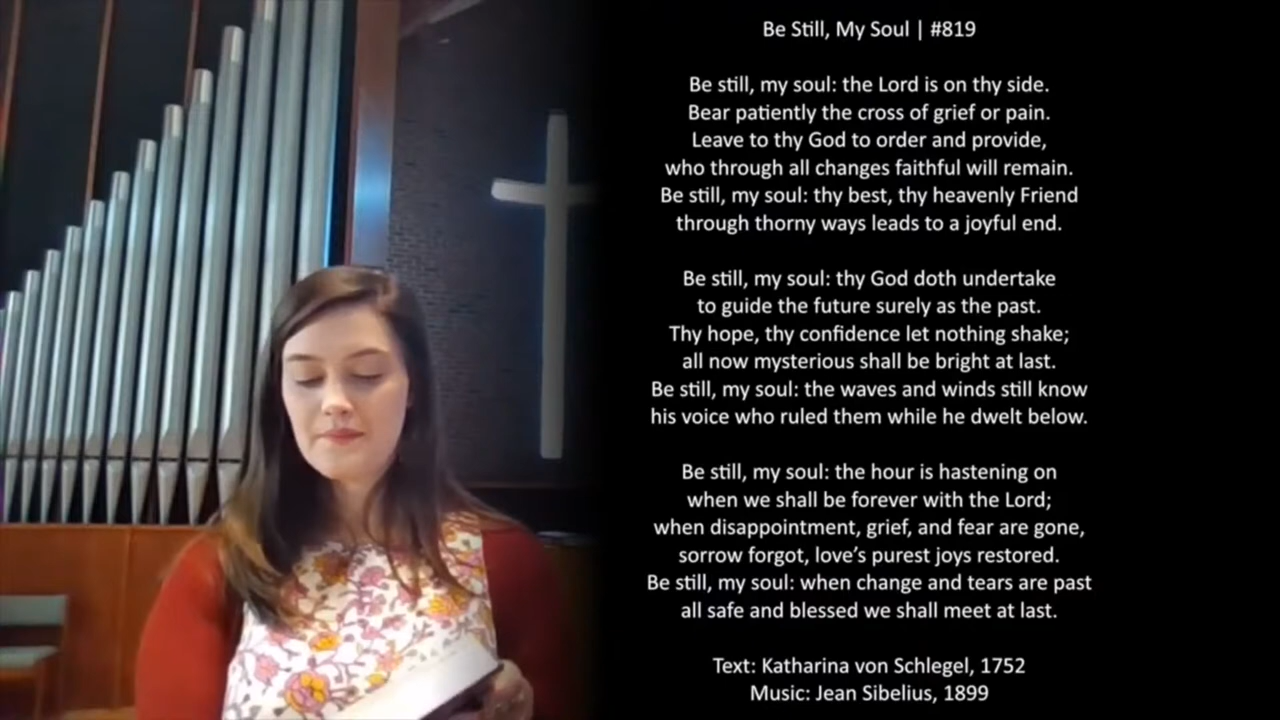 Be Still, My Soul | #819
Be still, my soul: the Lord is on thy side.
Bear patiently the cross of grief or pain.
Leave to thy God to order and provide,
who through all changes faithful will remain.
Be still, my soul: thy best, thy heavenly Friend
through thorny ways leads to a joyful end.
Be still, my soul: thy God doth undertake
to guide the future surely as the past.
Thy hope, thy confidence let nothing shake;
all now mysterious shall be bright at last.
Be still, my soul: the waves and winds still know
his voice who ruled them while he dwelt below.
Be still, my soul: the hour is hastening on
when we shall be forever with the Lord;
when disappointment, grief, and fear are gone,
sorrow forgot, love’s purest joys restored.
Be still, my soul: when change and tears are past
all safe and blessed we shall meet at last.
Text: Katharina von Schlegel, 1752
Music: Jean Sibelius, 1899